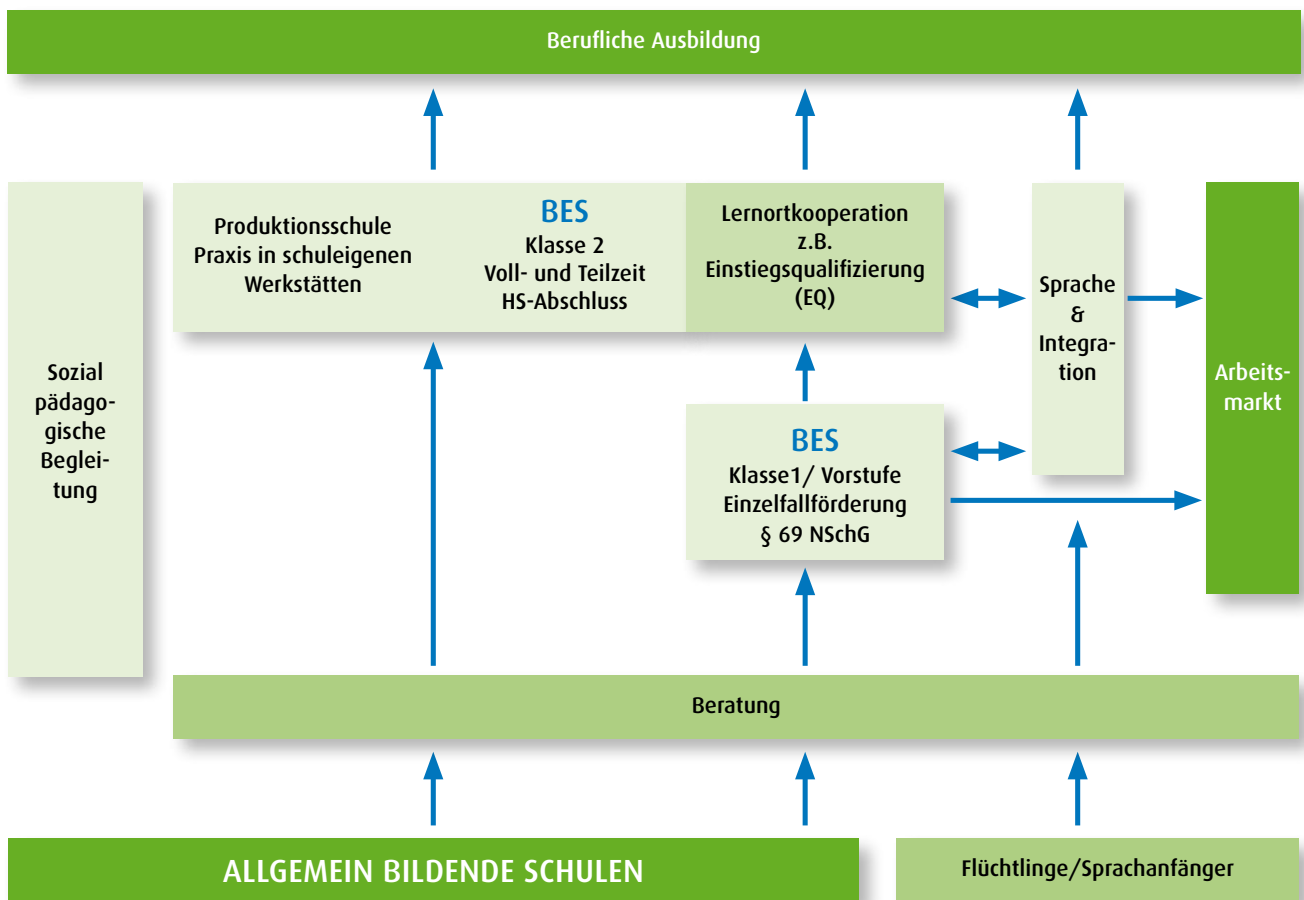 Berufliche Ausbildung
Sozial
pädago-
gische
Beglei-
tung
Produktionsschule
Praxis in schuleigenen
Werkstätten
BES
Klasse 2
Voll- und Teilzeit
HS-Abschluss
Lernortkooperation
z.B.
Einstiegsqualifizierung
(EQ)
Sprache
&
Integra-
tion
Arbeits-
markt
BES
Klasse1/ Vorstufe
Einzelfallförderung
§ 69 NSchG
Beratung
ALLGEMEIN BILDENDE SCHULEN
Flüchtlinge/Sprachanfänger